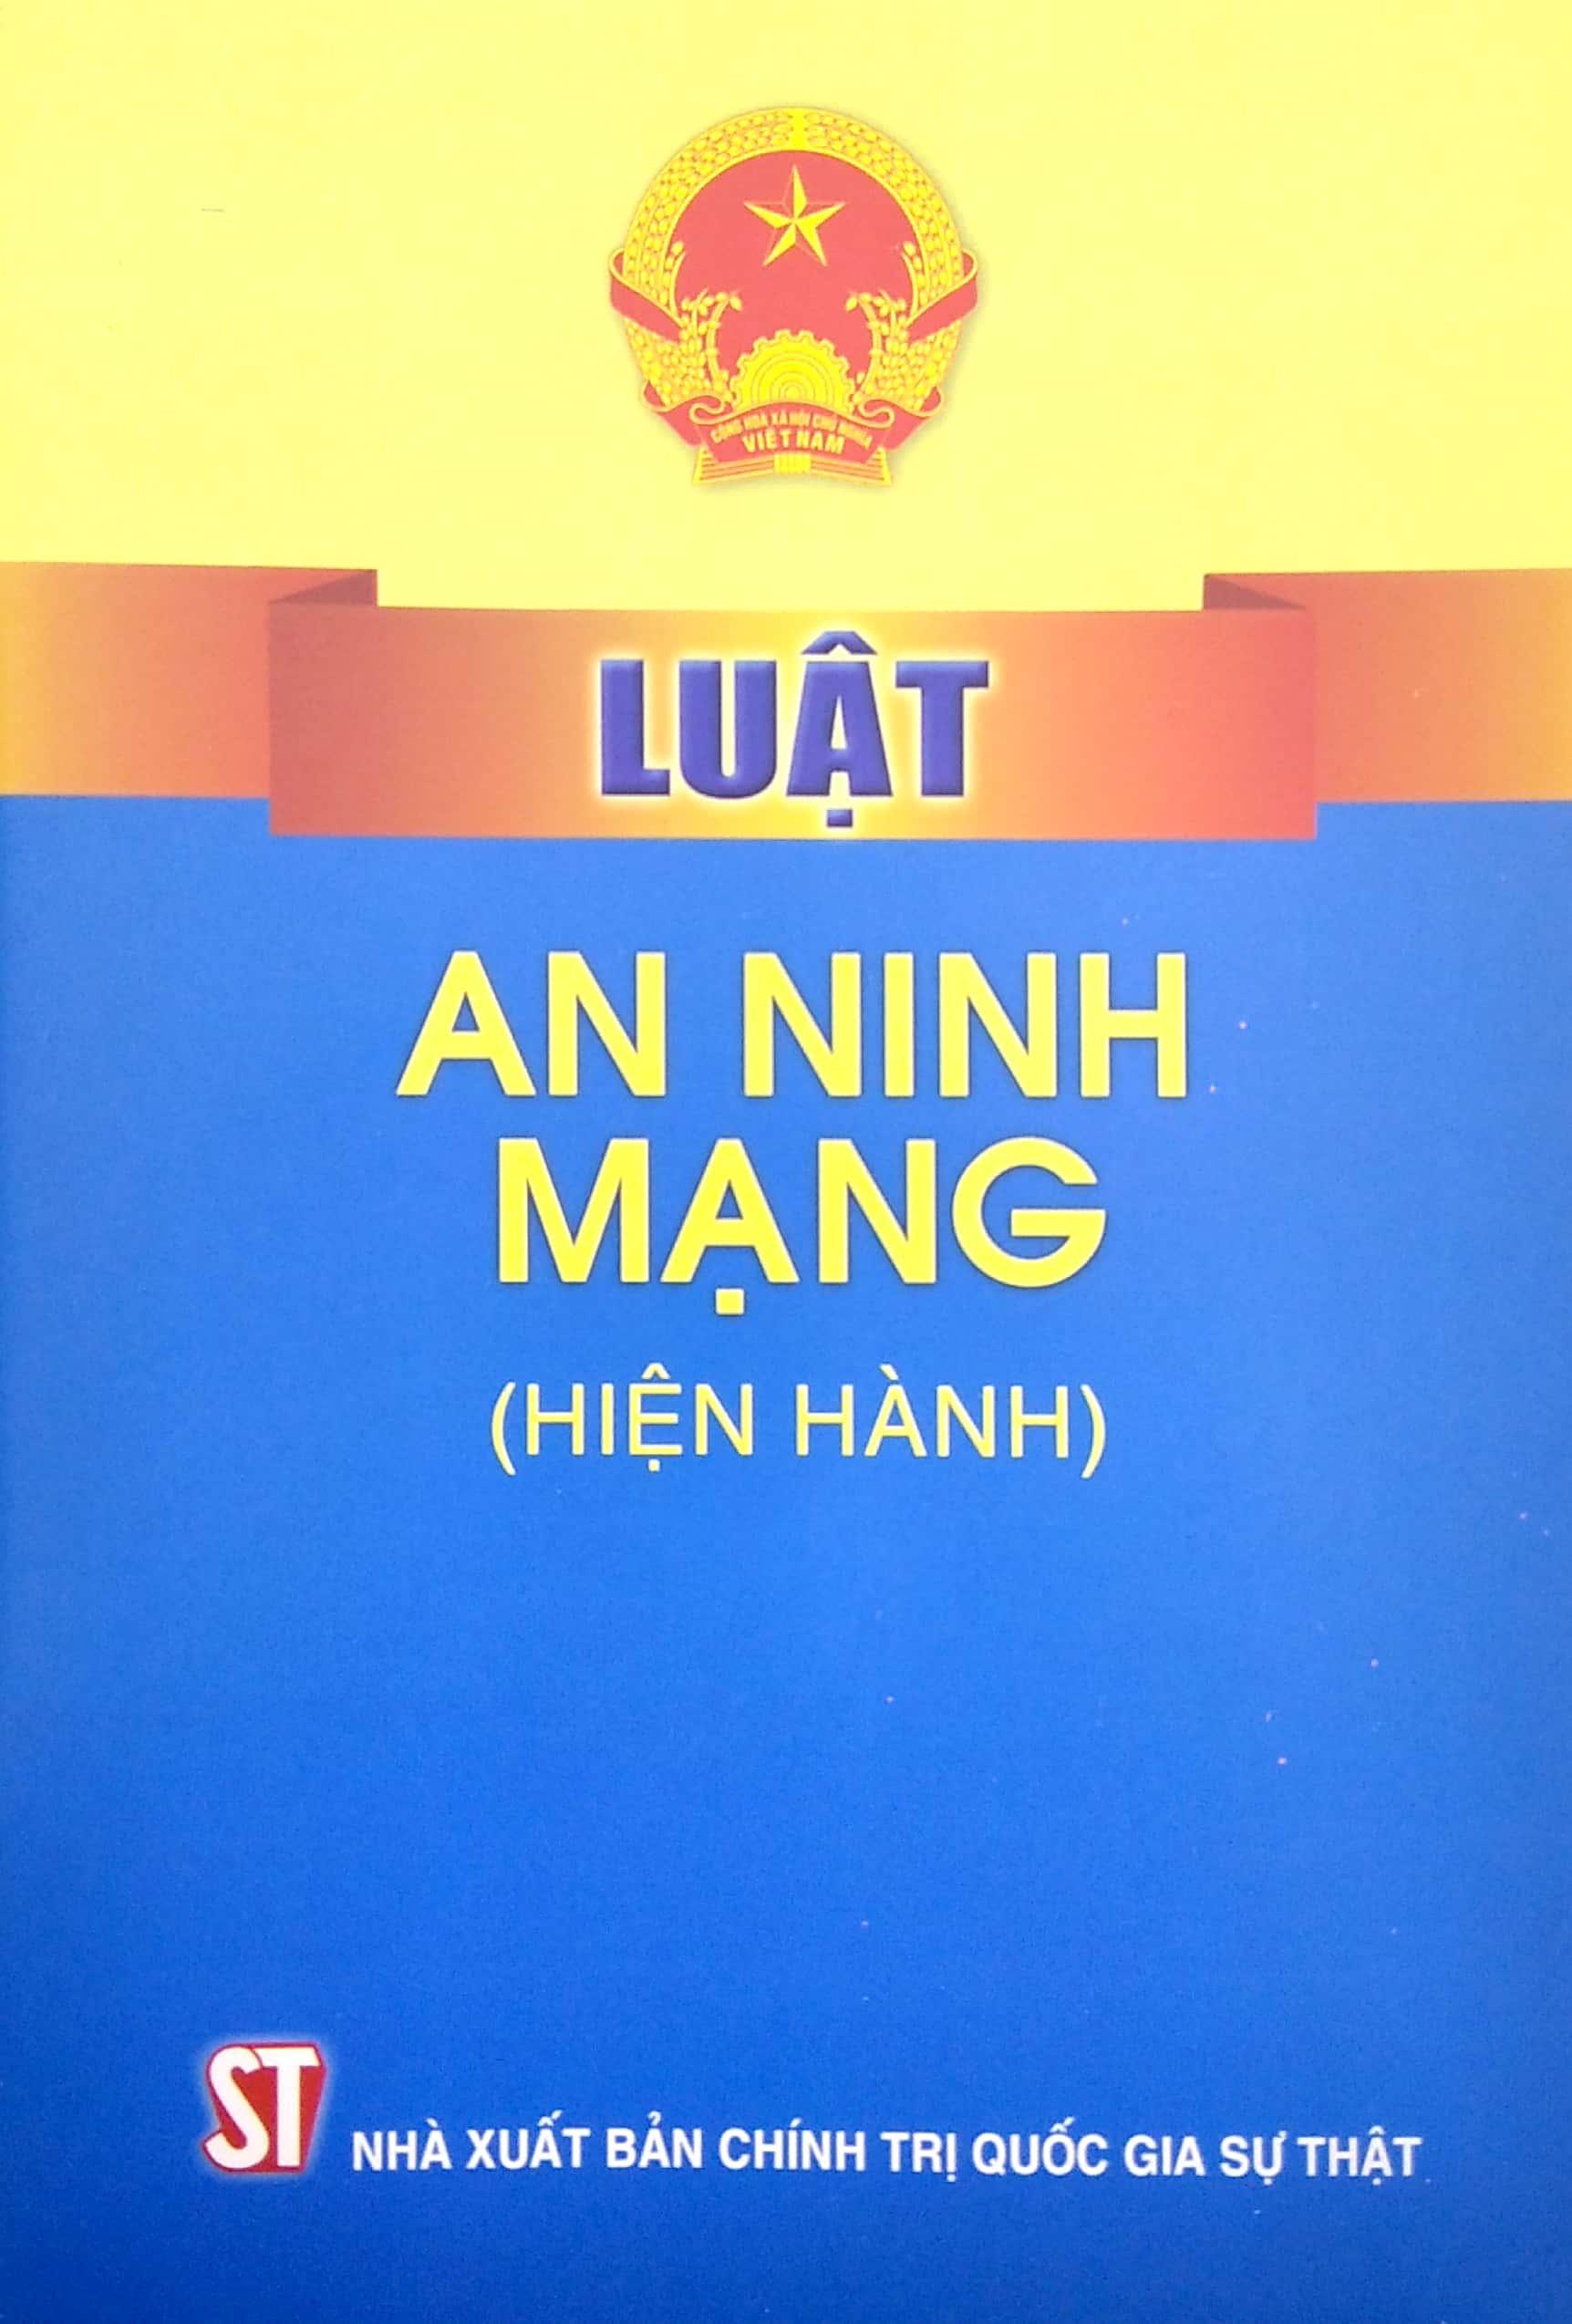 CỘNG HÒA XÃ HỘI CHỦ NGHĨA
VIỆT NAM
LUẬT
AN NINH
MẠNG
(HIỆN HÀNH)
ST
NHÀ XUẤT BẢN CHÍNH TRỊ QUỐC GIA SỰ THẬT